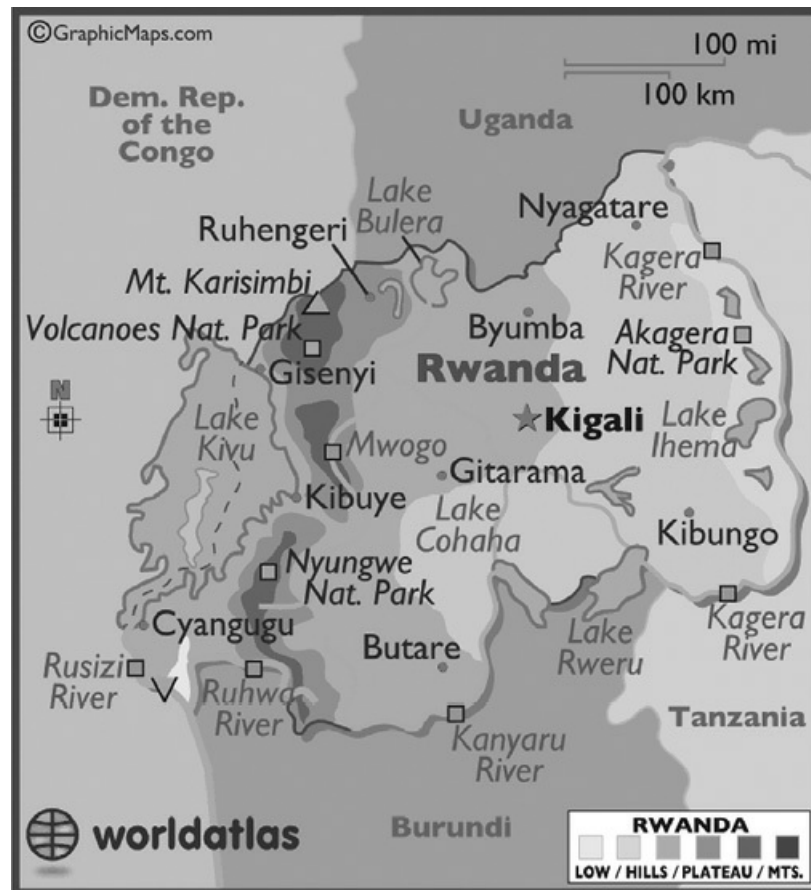 ©GraphicMaps.com
100 mi
100 km
Dem. Rep.
of the
Congo
Uganda
Lake
Bulera
Nyagatare
Ruhengeri
Kagera
River
Mt. Karisimbi
Volcanoes Nat. Park
Byumba
Akagera
Nat. Park
Gisenyi
Rwanda
N
Lake
Kivu
Kigali
Lake
Ihema
Mwogo
Gitarama
Kibuye
Lake
Cohaha
Kibungo
Nyungwe
Nat. Park
Cyangugu
Butare
Lake
Rweru
Kagera
River
Rusizi
River
Ruhwa
River
Tanzania
Kanyaru
River
worldatlas
Burundi
RWANDA
LOW / HILLS / PLATEAU / MTS.